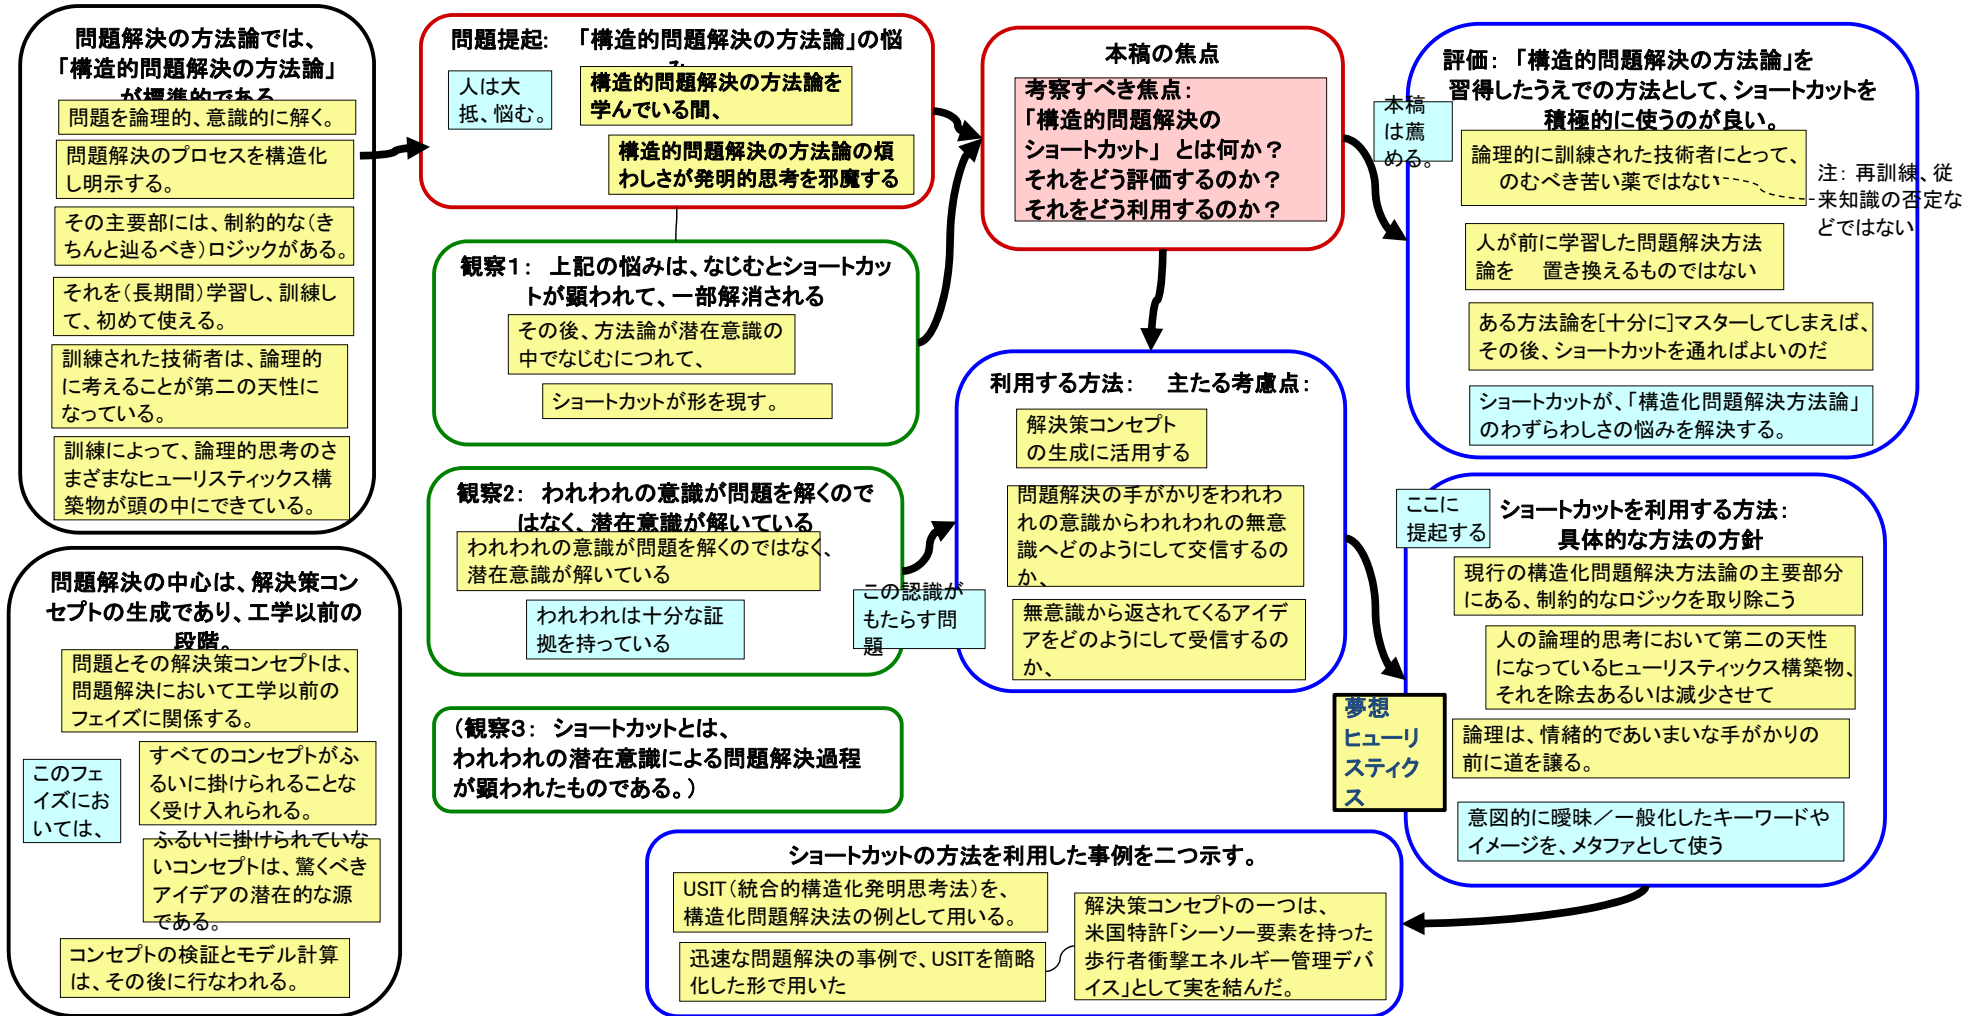 問題解決の方法論では、
「構造的問題解決の方法論」
が標準的である
問題を論理的、意識的に解く。
問題解決のプロセスを構造化
し明示する。
その主要部には、制約的な(き
ちんと辿るべき)ロジックがある。
それを(長期間)学習し、訓練し
て、初めて使える。
訓練された技術者は、論理的
に考えることが第二の天性に
なっている。
訓練によって、論理的思考のさ
まざまなヒューリスティックス構
築物が頭の中にできている。
問題解決の中心は、解決策コン
セプトの生成であり、工学以前の
段階。
問題とその解決策コンセプトは、
問題解決において工学以前の
フェイズに関係する。
このフェ
イズにお
いては、
すべてのコンセプトがふ
るいに掛けられることな
く受け入れられる。
ふるいに掛けられていな
いコンセプトは、驚くべき
アイデアの潜在的な源
である。
コンセプトの検証とモデル計算
は、その後に行なわれる。
問題提起: 「構造的問題解決の方法論」の悩
み
人は大
抵、悩む。
構造的問題解決の方法論を
学んでいる間、
構造的問題解決の方法論の煩
わしさが発明的思考を邪魔する
観察1: 上記の悩みは、なじむとショートカッ
トが顕われて、一部解消される
その後、方法論が潜在意識の
中でなじむにつれて、
ショートカットが形を現す。
観察2: われわれの意識が問題を解くので
はなく、潜在意識が解いている
われわれの意識が問題を解くのではなく、
潜在意識が解いている
われわれは十分な証
拠を持っている
この認識が
もたらす問
題
(観察3: ショートカットとは、
われわれの潜在意識による問題解決過程
が顕われたものである。)
本稿の焦点
考察すべき焦点:
「構造的問題解決の
ショートカット」 とは何か?
それをどう評価するのか?
それをどう利用するのか?
利用する方法: 主たる考慮点:
解決策コンセプト
の生成に活用する
問題解決の手がかりをわれわ
れの意識からわれわれの無意
識へどのようにして交信するの
か、
無意識から返されてくるアイデ
アをどのようにして受信するの
か、
評価: 「構造的問題解決の方法論」を
習得したうえでの方法として、ショートカットを
積極的に使うのが良い。
本稿
は薦
める。
論理的に訓練された技術者にとって、
のむべき苦い薬ではない
注: 再訓練、従
来知識の否定な
どではない
人が前に学習した問題解決方法
論を 置き換えるものではない
ある方法論を[十分に]マスターしてしまえば、
その後、ショートカットを通ればよいのだ
ショートカットが、「構造化問題解決方法論」
のわずらわしさの悩みを解決する。
ここに
提起する
ショートカットを利用する方法:
具体的な方法の方針
現行の構造化問題解決方法論の主要部分
にある、制約的なロジックを取り除こう
人の論理的思考において第二の天性
になっているヒューリスティックス構築物、
それを除去あるいは減少させて
夢想
ヒューリ
スティク
ス
論理は、情緒的であいまいな手がかりの
前に道を譲る。
意図的に曖昧/一般化したキーワードや
イメージを、メタファとして使う
ショートカットの方法を利用した事例を二つ示す。
USIT(統合的構造化発明思考法)を、
構造化問題解決法の例として用いる。
迅速な問題解決の事例で、USITを簡略
化した形で用いた
解決策コンセプトの一つは、
米国特許「シーソー要素を持った
歩行者衝撃エネルギー管理デバ
イス」として実を結んだ。